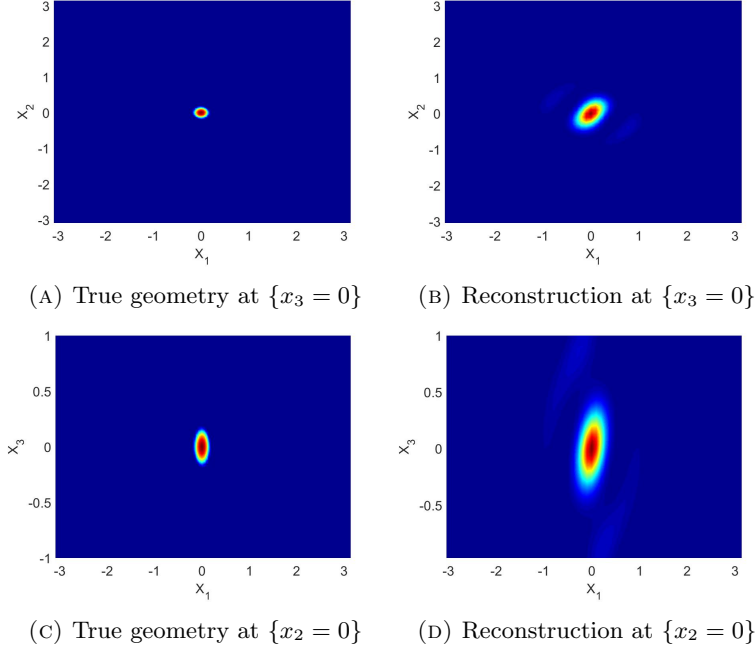 3
2
1
0
-1
-2
-3
X2
-3 -2 -1 0 1 2 3
X1
(A) True geometry at {x3 = 0}
3
2
1
0
-1
-2
-3
X2
-3 -2 -1 0 1 2 3
X1
(B) Reconstruction at {x3 = 0}
1
0.5
0
-0.5
-1
X3
-3 -2 -1 0 1 2 3
X1
(C) True geometry at {x2 = 0}
1
0.5
0
-0.5
X3
-3 -2 -1 0 1 2 3
X1
(D) Reconstruction at {x2 = 0}